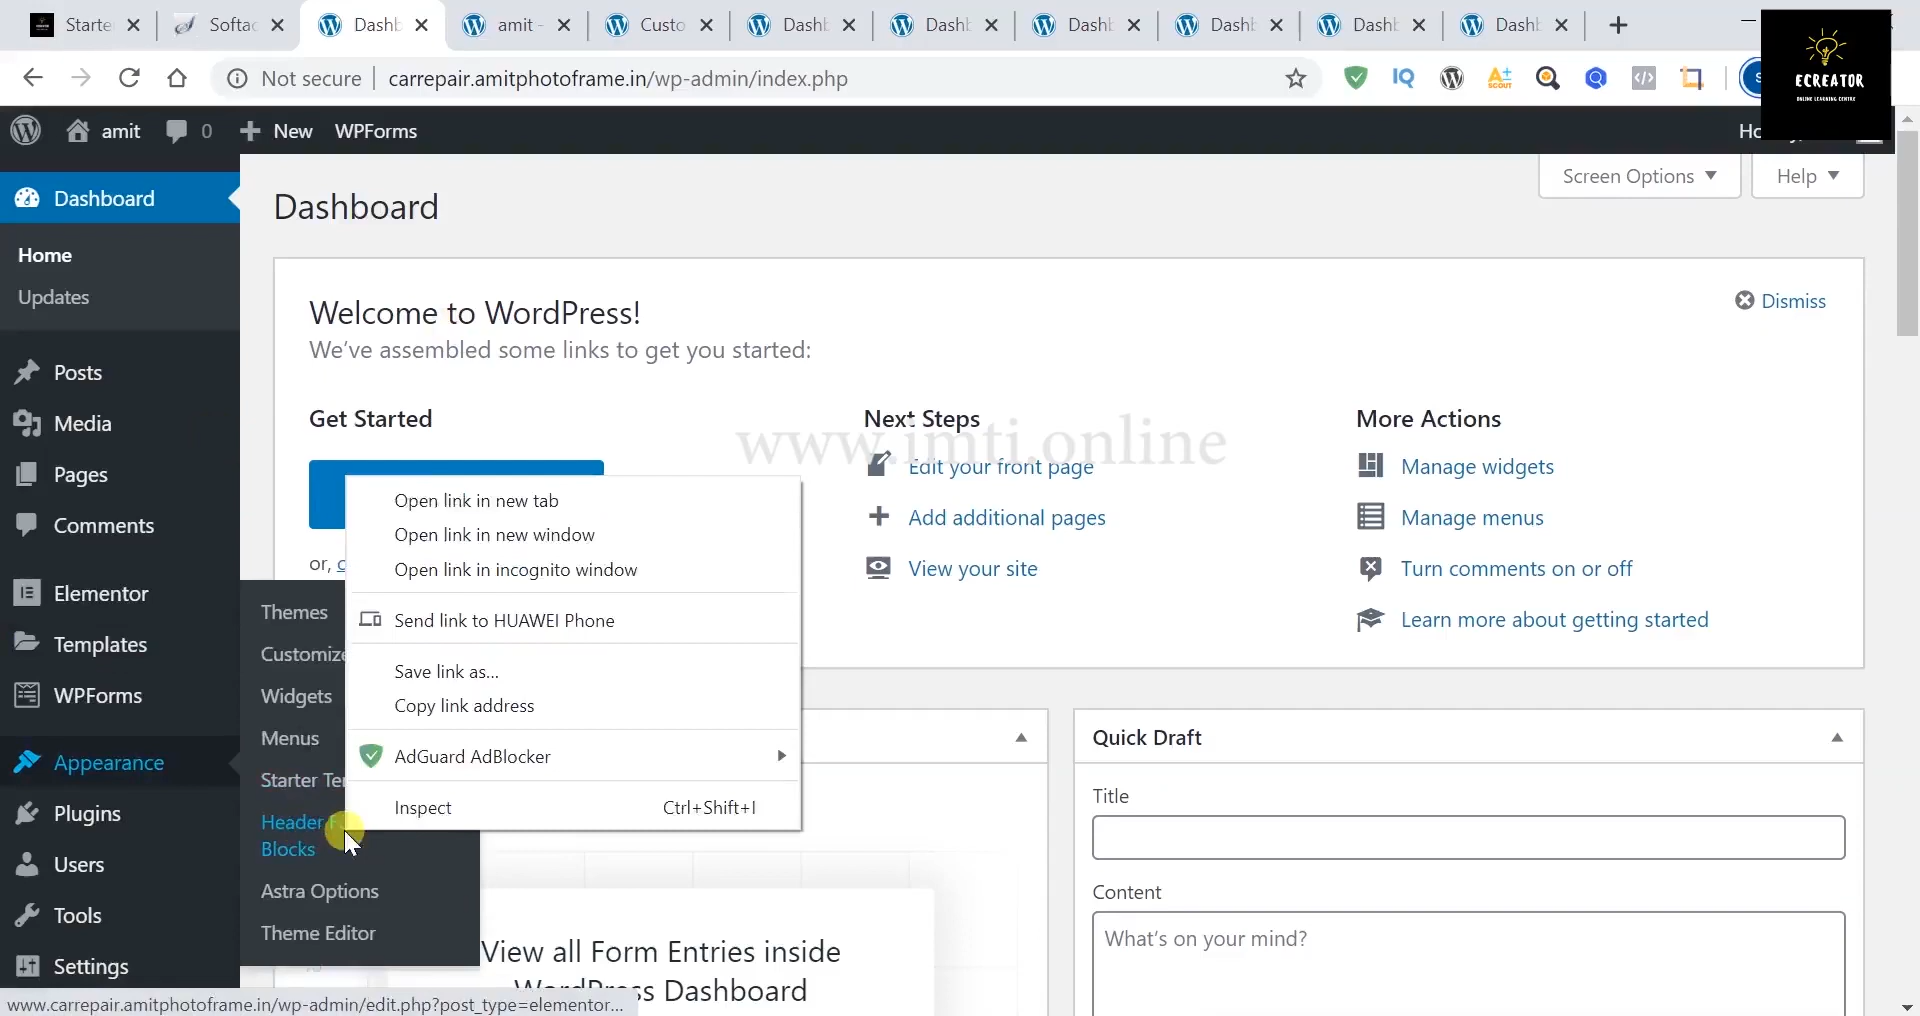 Starte
Softac
Dashb
amit -
Custo
Dashb
Dashb
Dashb
Dashb
Dashb
Dashb
Not secure
carrepair.amitphotoframe.in/wp-admin/index.php
ECREATOR
ONLINE LEARNING CENTRE
amit
0
New
WPForms
Screen Options
Help
Dashboard
Home
Updates
Posts
Media
Pages
Comments
Elementor
Templates
WPForms
Appearance
Plugins
Users
Tools
Settings
Dashboard
Welcome to WordPress!
We've assembled some links to get you started:
Dismiss
Get Started
or,
Next Steps
Edit your front page
Add additional pages
View your site
More Actions
Manage widgets
Manage menus
Turn comments on or off
Learn more about getting started
www.imti.online
Open link in new tab
Open link in new window
Open link in incognito window
Send link to HUAWEI Phone
Save link as...
Copy link address
AdGuard AdBlocker
Inspect Ctrl+Shift+I
Themes
Customize
Widgets
Menus
Starter Te
Header
Blocks
Astra Options
Theme Editor
View all Form Entries inside
WordPress Dashboard
Quick Draft
Title
Content
What's on your mind?
www.carrepair.amitphotoframe.in/wp-admin/edit.php?post_type=elementor...